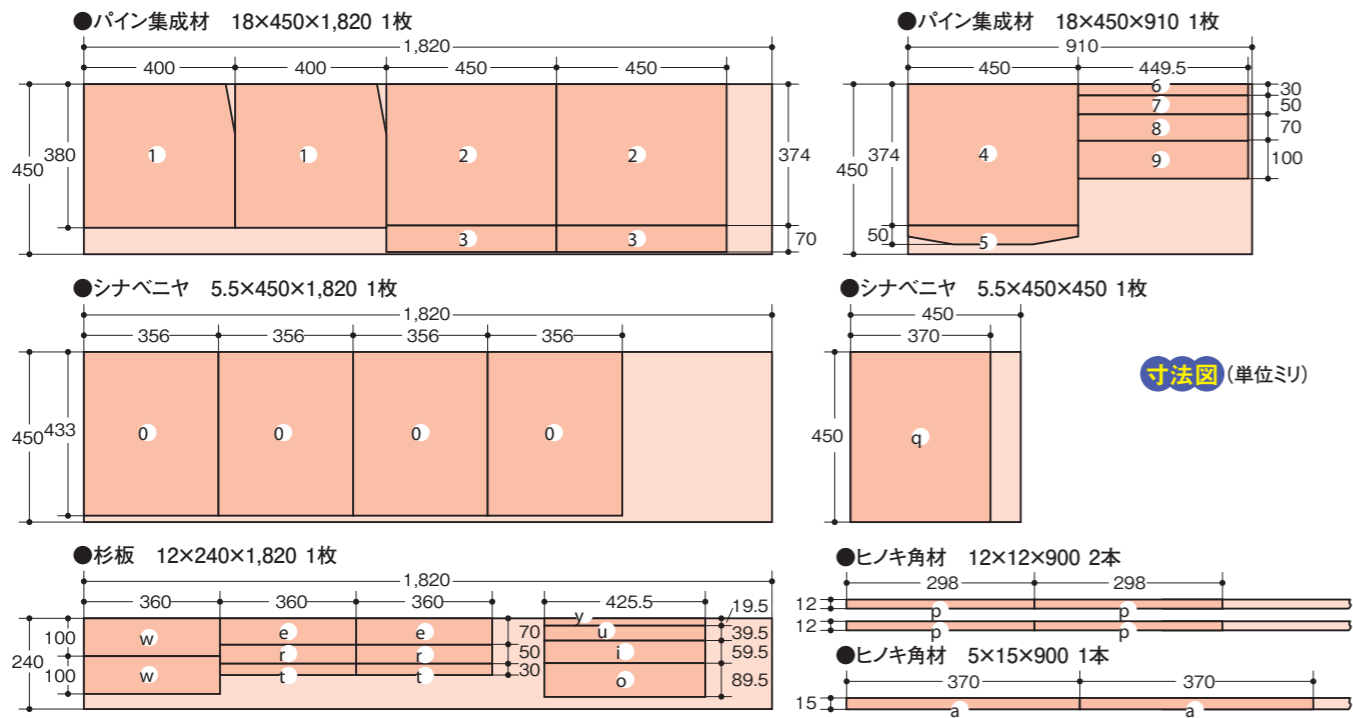 ●パイン集成材 18×450×1,820 1枚
1,820
400 400 450 450
450 380 374 70
1 1 2 2
3 3
●パイン集成材 18×450×910 1枚
910
450 449.5
450 374 50
4 5
6 30
7 50
8 70
9 100
●シナベニヤ 5.5×450×1,820 1枚
1,820
356 356 356 356
450 433
0 0 0 0
●シナベニヤ 5.5×450×450 1枚
450
370
450
q
寸法図 (単位ミリ)
●杉板 12×240×1,820 1枚
1,820
360 360 360 425.5
240 100 100
w e e y 19.5
r r 70 u 39.5
w t t 50 i 59.5
30 o 89.5
●ヒノキ角材 12×12×900 2本
298 298
12 p p
12 p p
●ヒノキ角材 5×15×900 1本
370 370
15 a a